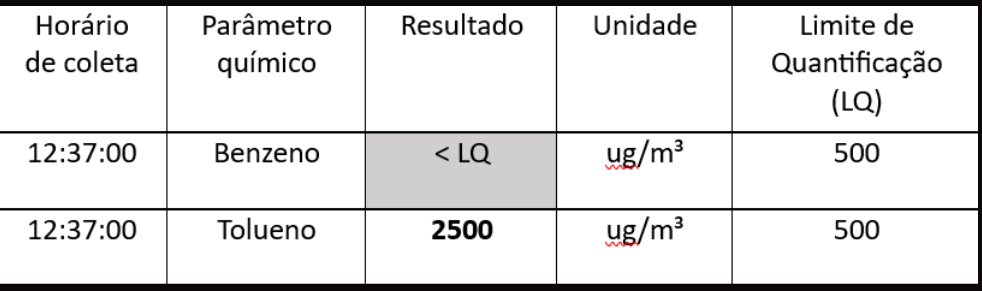 Horário de coleta Parâmetro químico Resultado Unidade Limite de Quantificação (LQ)
12:37:00 Benzeno < LQ ug/m³ 500
12:37:00 Tolueno 2500 ug/m³ 500